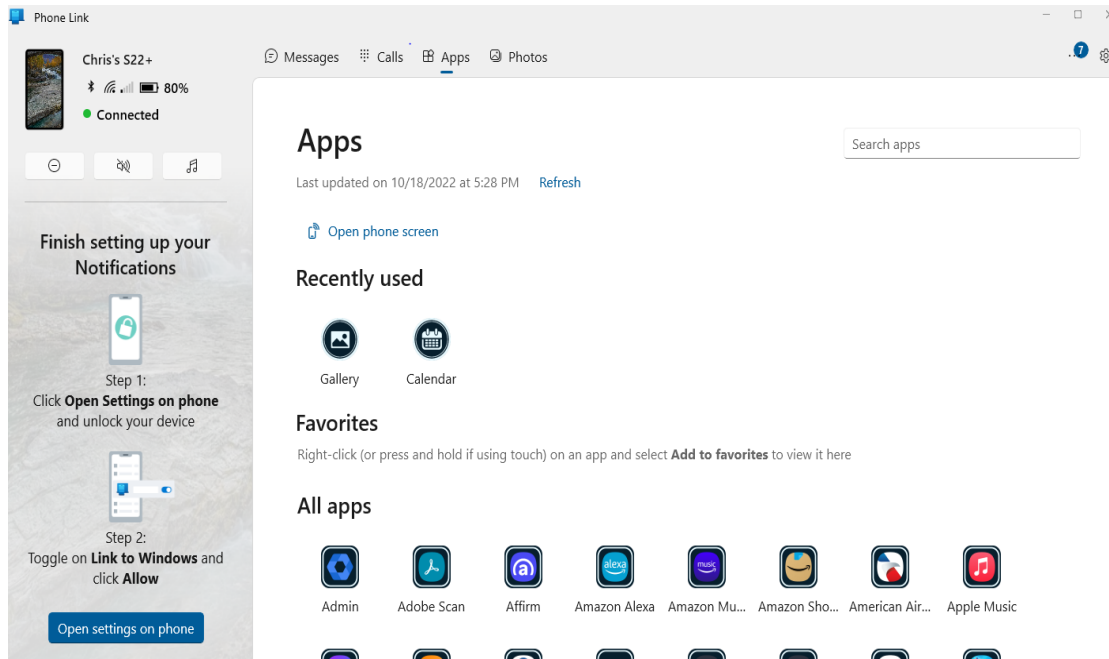 Phone Link
Chris's S22+
80%
Connected
Messages
Calls
Apps
Photos
7
Apps
Search apps
Last updated on 10/18/2022 at 5:28 PM Refresh
Open phone screen
Finish setting up your
Notifications
Step 1:
Click Open Settings on phone
and unlock your device
Step 2:
Toggle on Link to Windows and
click Allow
Open settings on phone
Recently used
Gallery
Calendar
Favorites
Right-click (or press and hold if using touch) on an app and select Add to favorites to view it here
All apps
alexa
music
Admin
Adobe Scan
Affirm
Amazon Alexa
Amazon Mu...
Amazon Sho...
American Air...
Apple Music